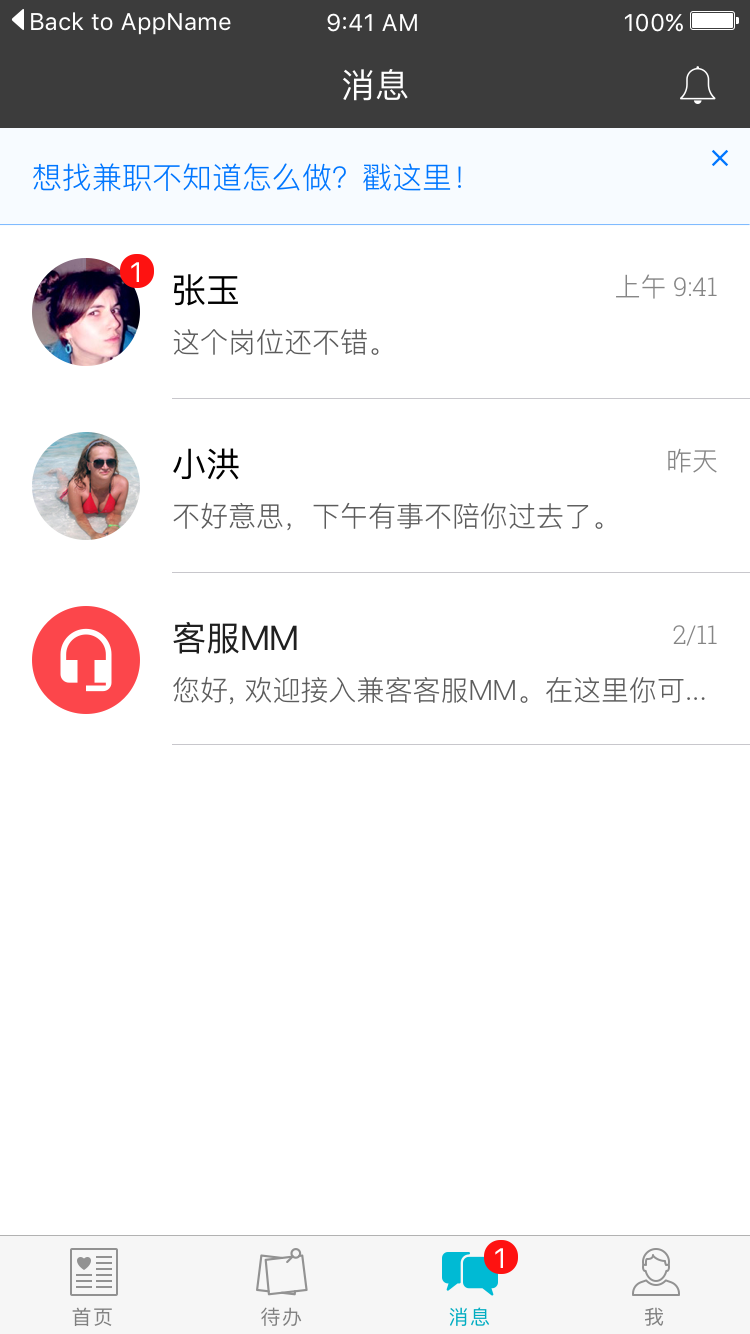 Back to AppName 9:41 AM 100%
消息
想找兼职不知道怎么做？戳这里！
1
张玉 上午 9:41
这个岗位还不错。
小洪 昨天
不好意思，下午有事不陪你过去了。
客服MM 2/11
您好, 欢迎接入兼客客服MM。在这里你可...
1
首页 待办 消息 我